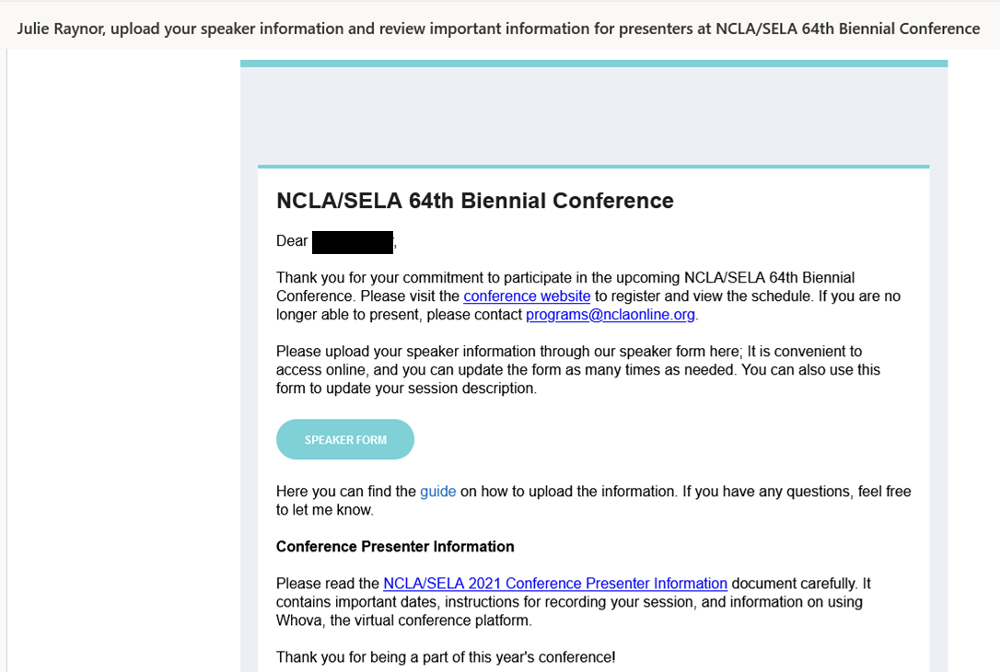 Julie Raynor, upload your speaker information and review important information for presenters at NCLA/SELA 64th Biennial Conference
NCLA/SELA 64th Biennial Conference
Dear ,
Thank you for your commitment to participate in the upcoming NCLA/SELA 64th Biennial
Conference. Please visit the conference website to register and view the schedule. If you are no
longer able to present, please contact programs@nclaonline.org.
Please upload your speaker information through our speaker form here; It is convenient to
access online, and you can update the form as many times as needed. You can also use this
form to update your session description.
SPEAKER FORM
Here you can find the guide on how to upload the information. If you have any questions, feel free
to let me know.
Conference Presenter Information
Please read the NCLA/SELA 2021 Conference Presenter Information document carefully. It
contains important dates, instructions for recording your session, and information on using
Whova, the virtual conference platform.
Thank you for being a part of this year's conference!